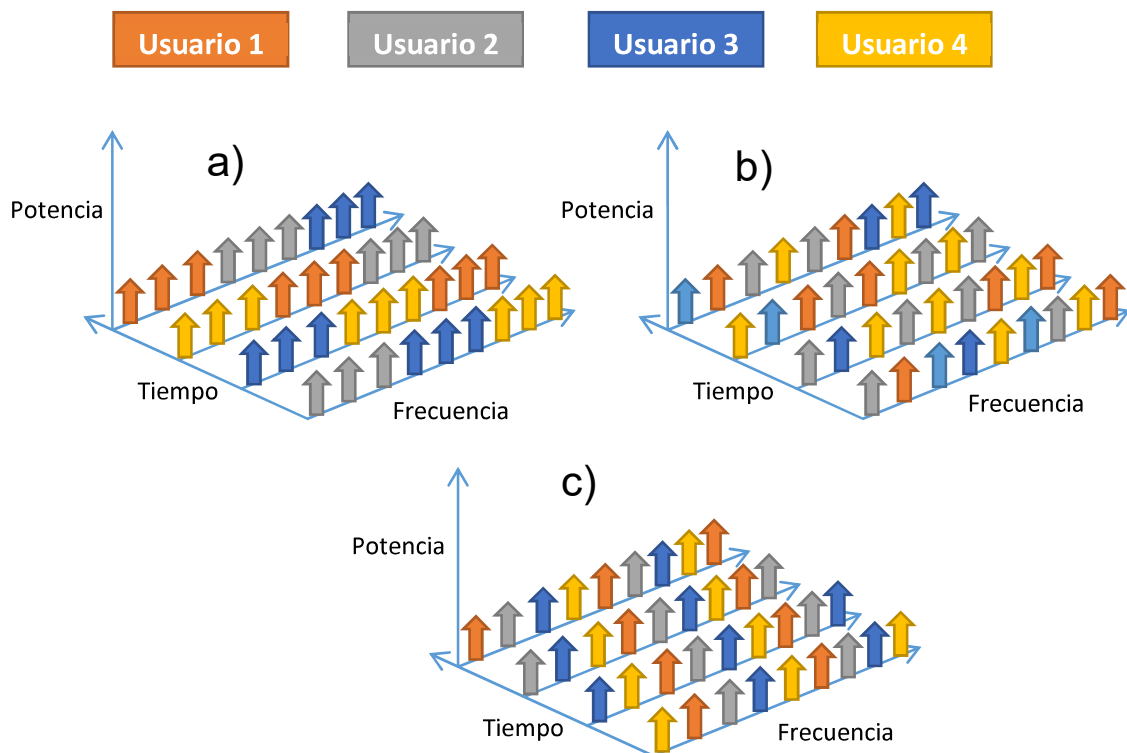 Usuario 1
Usuario 2
Usuario 3
Usuario 4
a)
Potencia
Tiempo
Frecuencia
b)
Potencia
Tiempo
Frecuencia
c)
Potencia
Tiempo
Frecuencia